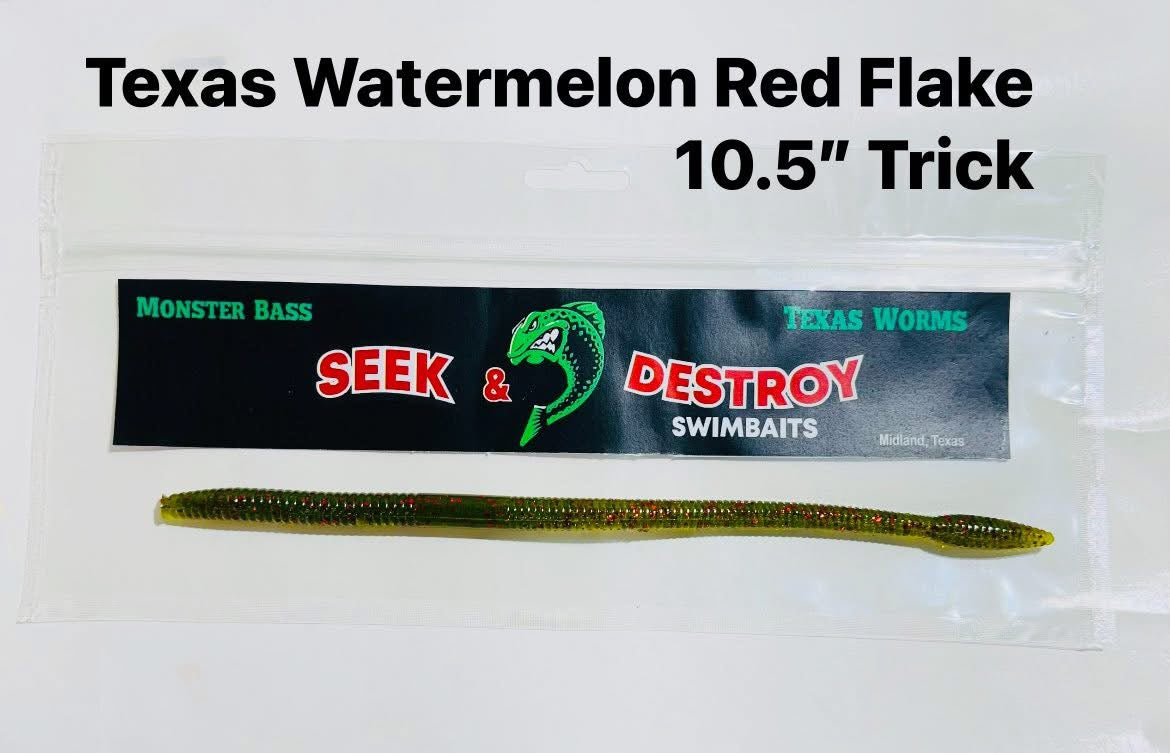 Texas Watermelon Red Flake
10.5” Trick
MONSTER BASS
TEXAS WORMS
SEEK & DESTROY
SWIMBAITS
Midland, Texas